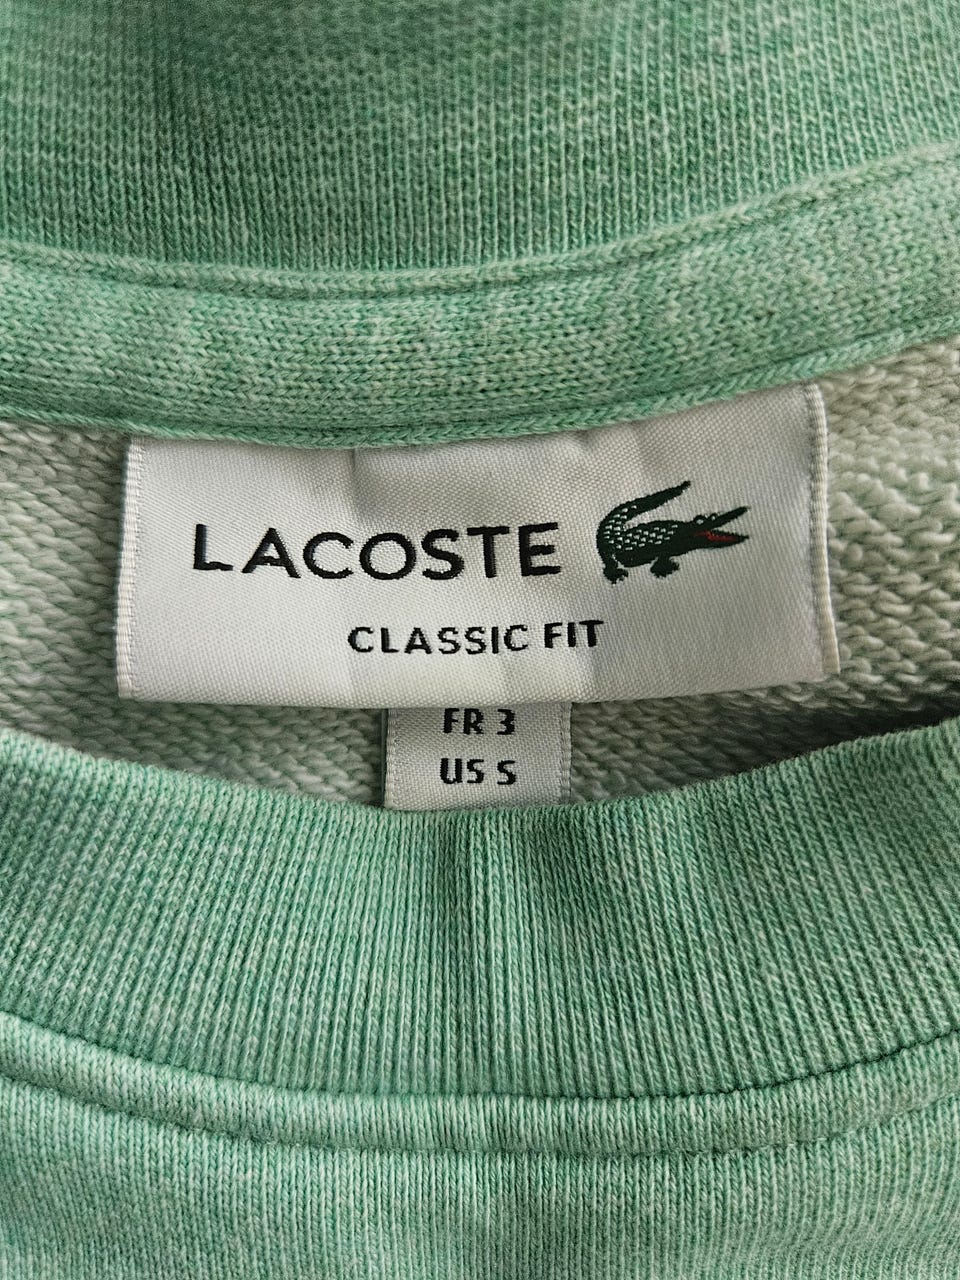 LACOSTE
CLASSIC FIT
FR 3
US S